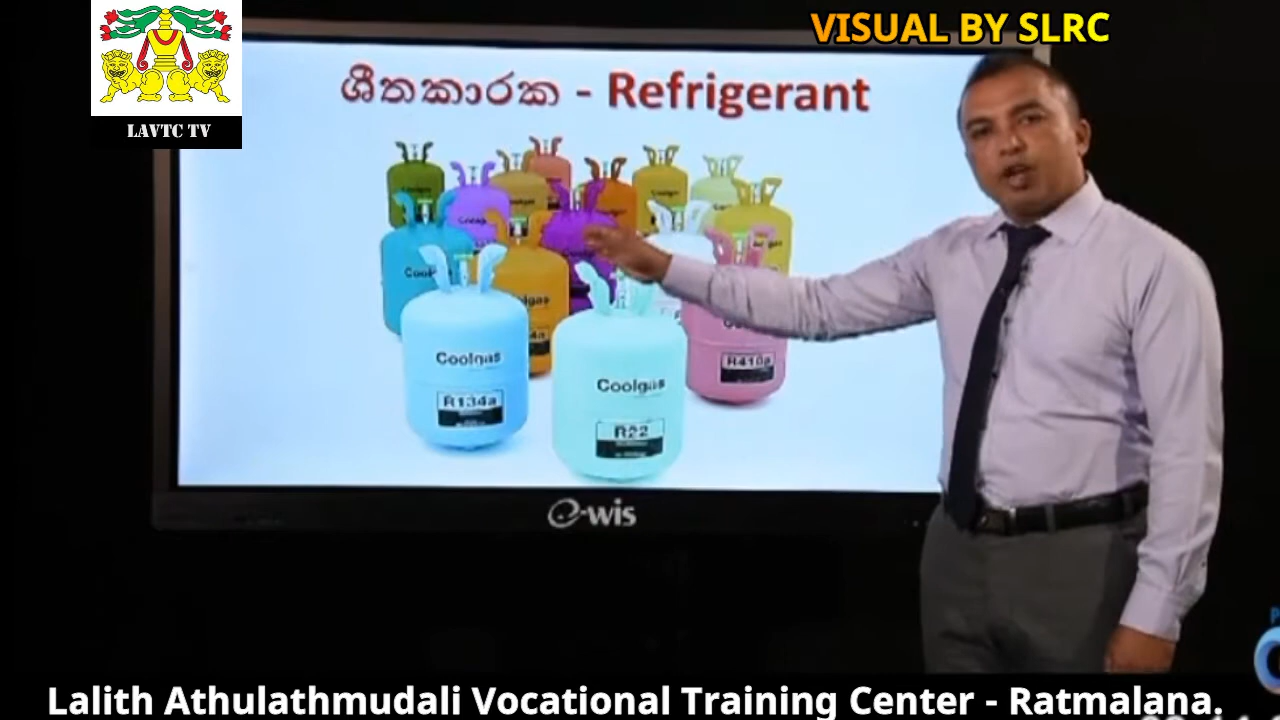 VISUAL BY SLRC
LAVTC TV
ශීතකාරක - Refrigerant
Coolgas
R134a
Coolgas
R22
R410a
e-wis
Lalith Athulathmudali Vocational Training Center - Ratmalana.